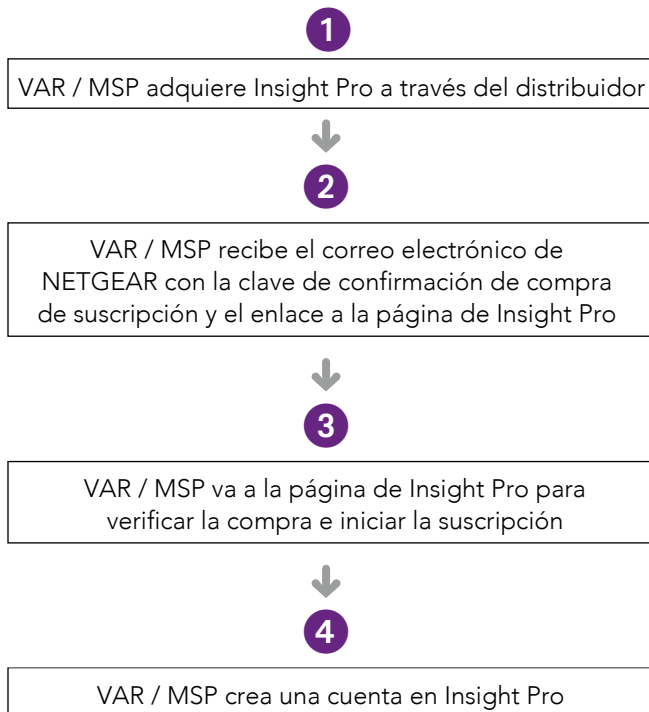 1
VAR / MSP adquiere Insight Pro a través del distribuidor
2
VAR / MSP recibe el correo electrónico de
NETGEAR con la clave de confirmación de compra
de suscripción y el enlace a la página de Insight Pro
3
VAR / MSP va a la página de Insight Pro para
verificar la compra e iniciar la suscripción
4
VAR / MSP crea una cuenta en Insight Pro